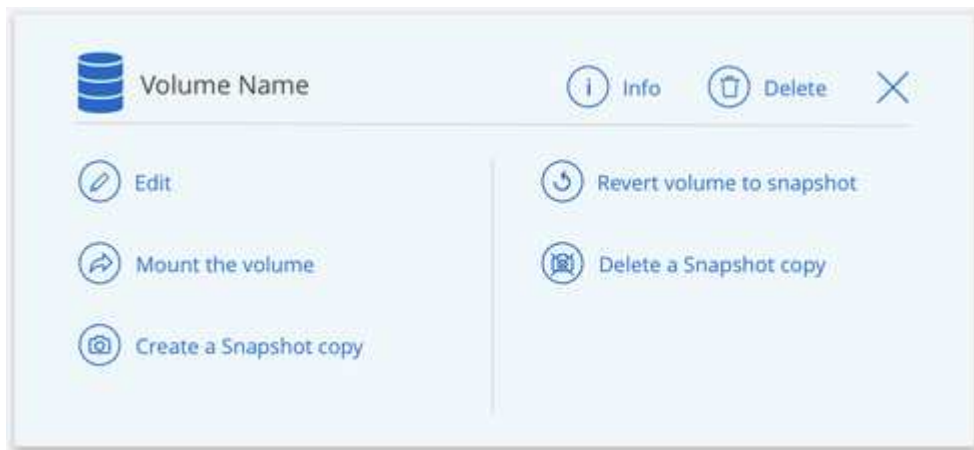 Volume Name
Info
Delete
Edit
Mount the volume
Create a Snapshot copy
Revert volume to snapshot
Delete a Snapshot copy